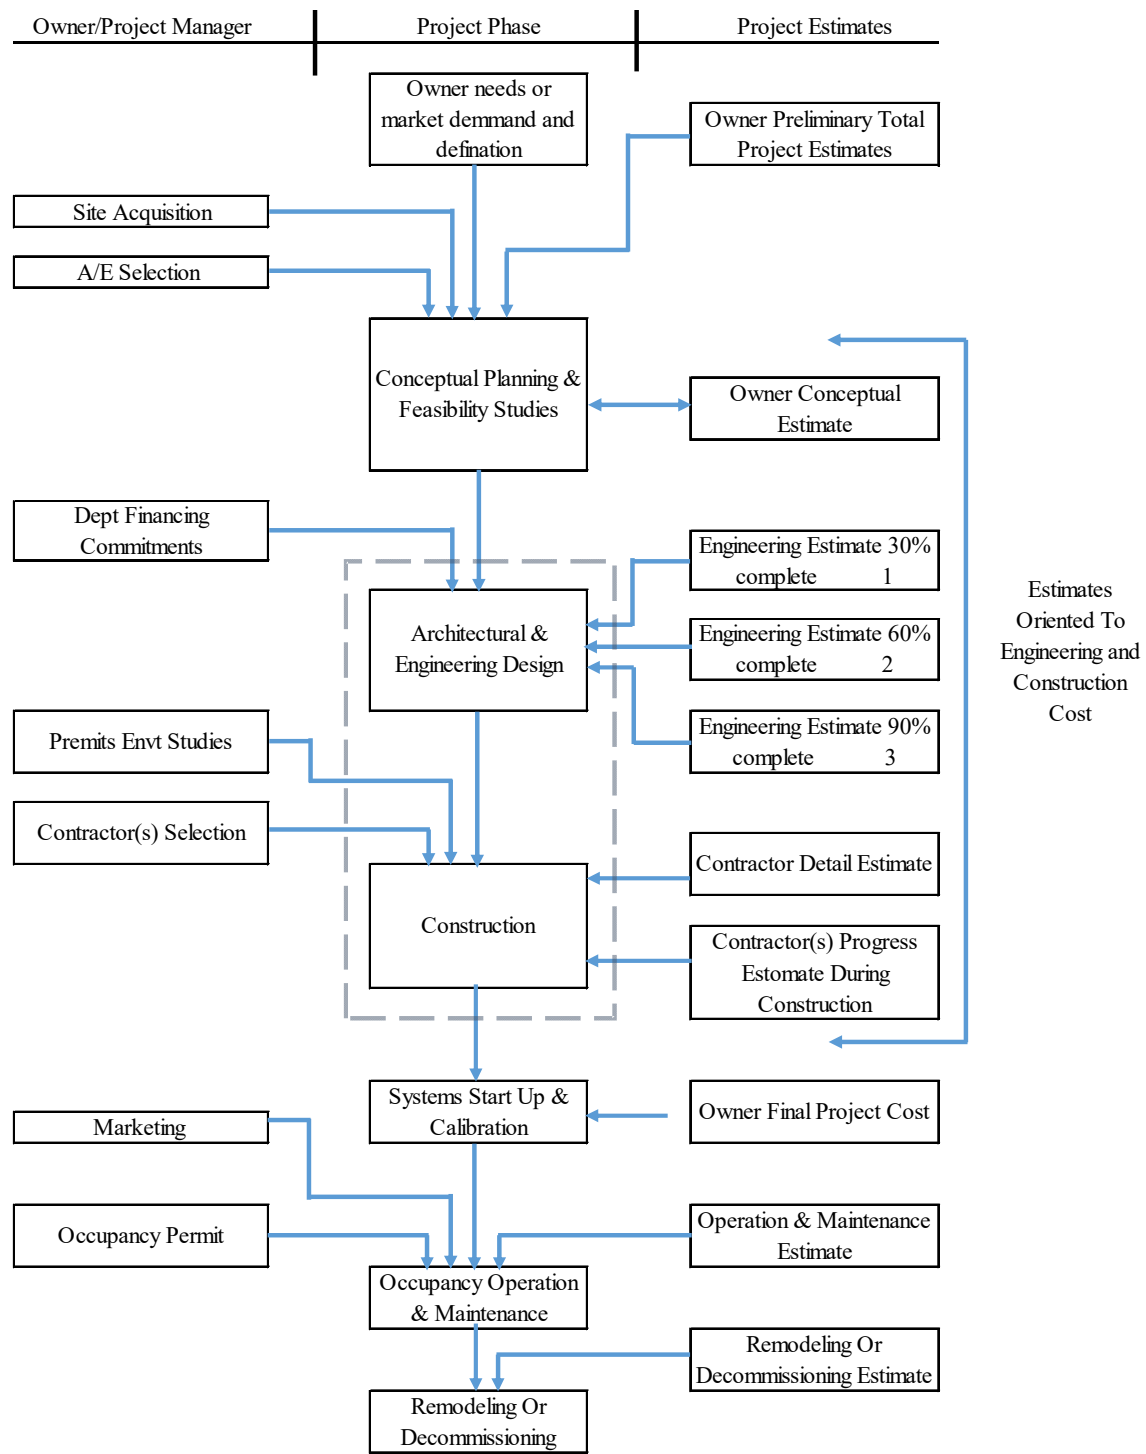 Owner/Project Manager
Project Phase
Project Estimates
Owner needs or
market demmand and
defination
Owner Preliminary Total
Project Estimates
Site Acquisition
A/E Selection
Conceptual Planning &
Feasibility Studies
Owner Conceptual
Estimate
Dept Financing
Commitments
Engineering Estimate 30%
complete 1
Architectural &
Engineering Design
Engineering Estimate 60%
complete 2
Estimates
Oriented To
Engineering and
Construction
Cost
Premits Envt Studies
Engineering Estimate 90%
complete 3
Contractor(s) Selection
Contractor Detail Estimate
Construction
Contractor(s) Progress
Estomate During
Construction
Systems Start Up &
Calibration
Owner Final Project Cost
Marketing
Occupancy Permit
Operation & Maintenance
Estimate
Occupancy Operation
& Maintenance
Remodeling Or
Decommissioning Estimate
Remodeling Or
Decommissioning